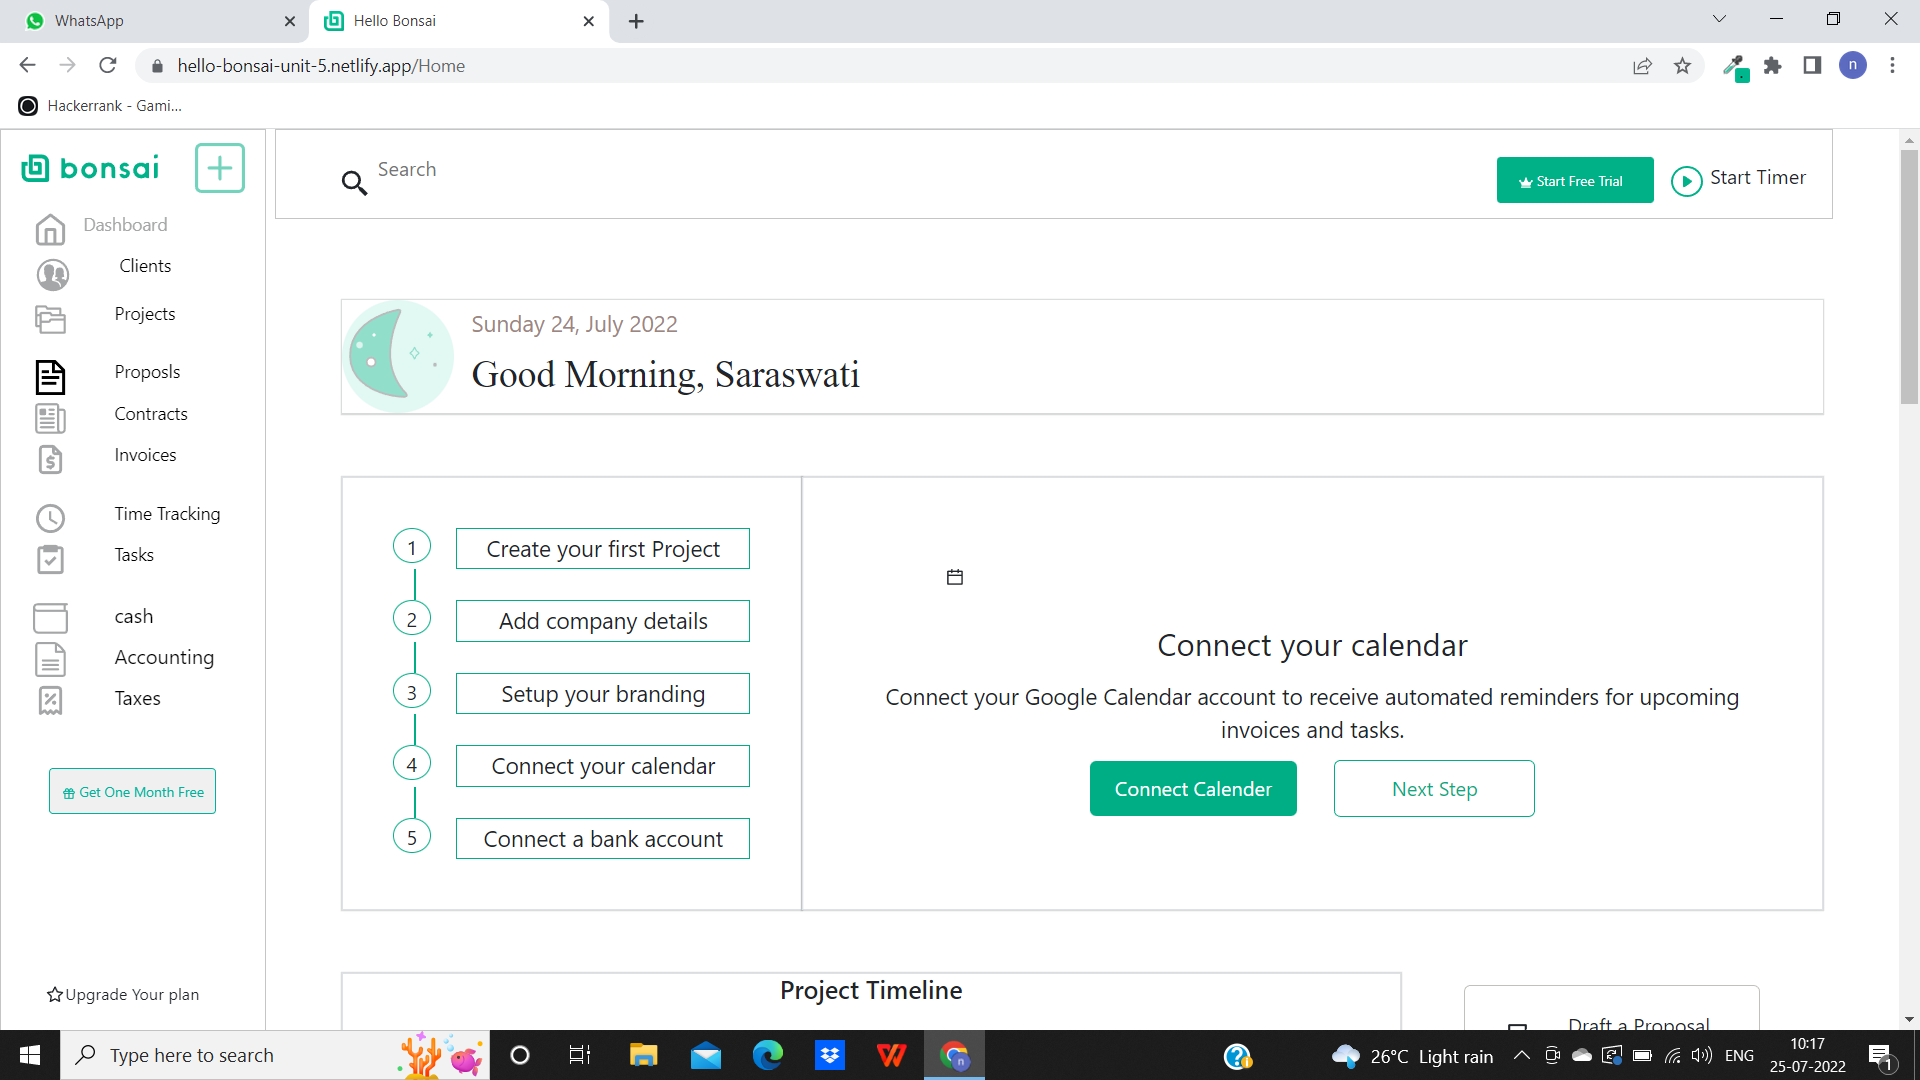 WhatsApp
Hello Bonsai
hello-bonsai-unit-5.netlify.app/Home
n
Hackerrank - Gami...
bonsai
Search
Start Free Trial
Start Timer
Dashboard
Clients
Projects
Proposls
Contracts
Invoices
Time Tracking
Tasks
cash
Accounting
Taxes
Get One Month Free
Upgrade Your plan
Sunday 24, July 2022
Good Morning, Saraswati
1 Create your first Project
2 Add company details
3 Setup your branding
4 Connect your calendar
5 Connect a bank account
Connect your calendar
Connect your Google Calendar account to receive automated reminders for upcoming
invoices and tasks.
Connect Calender
Next Step
Project Timeline
Draft a Proposal
Type here to search
26°C Light rain
ENG
10:17
25-07-2022
1